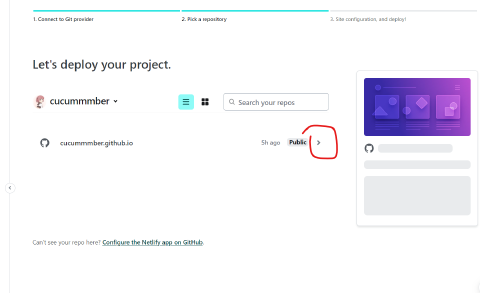 1. Connect to Git provider
2. Pick a repository
3. Site configuration, and deploy!
Let's deploy your project.
cucummmber
Search your repos
cucummmber.github.io
5h ago
Public
Can't see your repo here? Configure the Netlify app on GitHub.